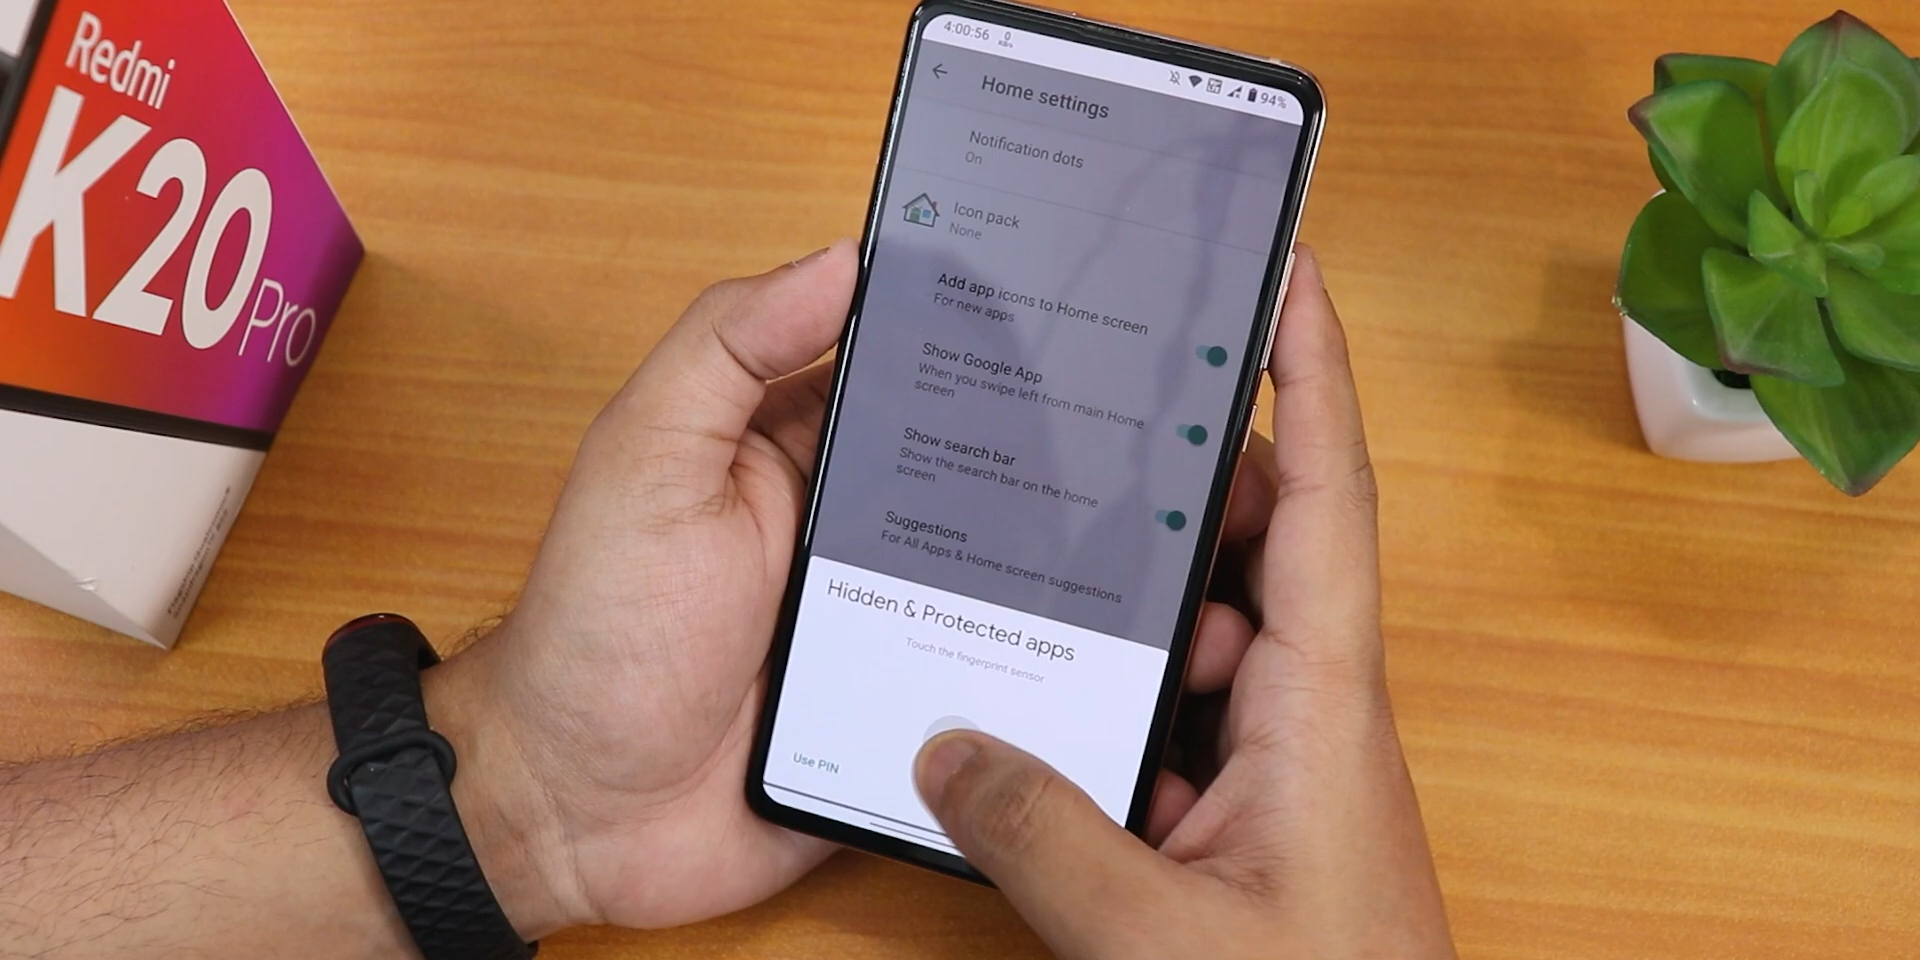 Redmi
K20 Pro
4:00:56 0
KB/s
94%
Home settings
Notification dots
On
Icon pack
None
Add app icons to Home screen
For new apps
Show Google App
When you swipe left from main Home
screen
Show search bar
Show the search bar on the home
screen
Suggestions
For All Apps & Home screen suggestions
Hidden & Protected apps
Touch the fingerprint sensor
Use PIN